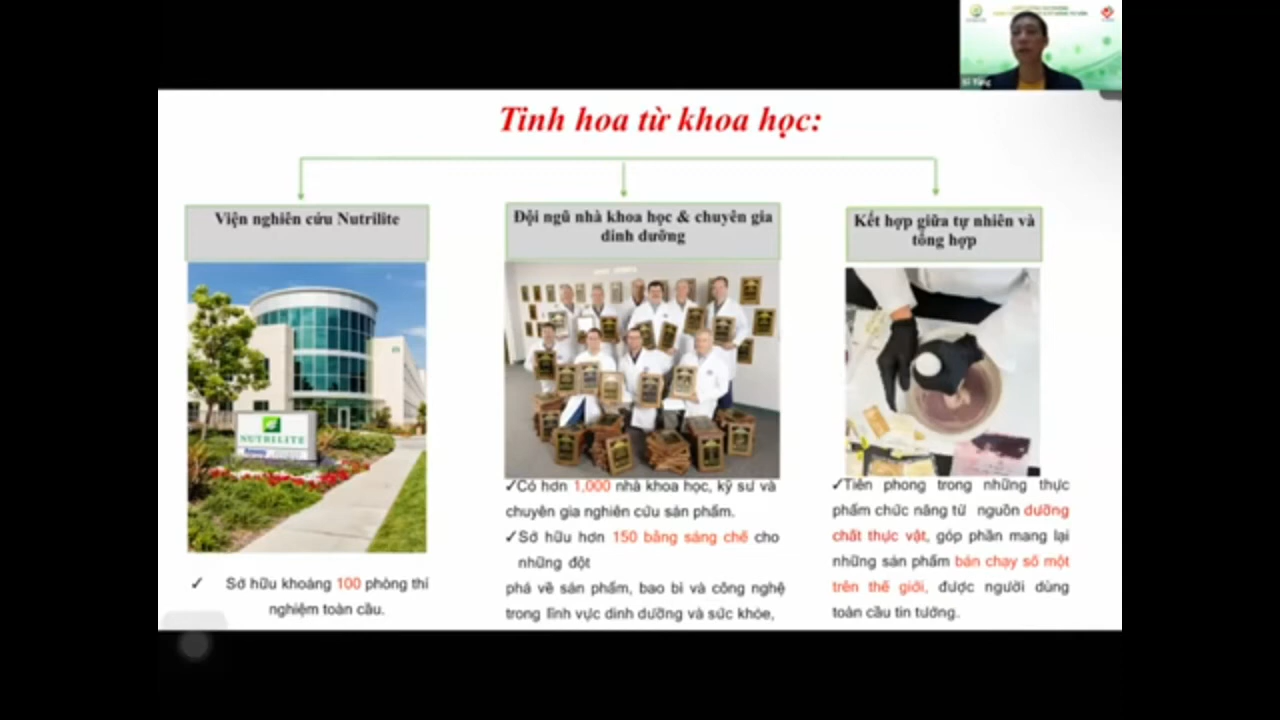 Tinh hoa từ khoa học:
Viện nghiên cứu Nutrilite
Đội ngũ nhà khoa học & chuyên gia
dinh dưỡng
Kết hợp giữa tự nhiên và
tổng hợp
NUTRILITE
Amway
✓ Sở hữu khoảng 100 phòng thí
nghiệm toàn cầu.
✓Có hơn 1,000 nhà khoa học, kỹ sư và
chuyên gia nghiên cứu sản phẩm.
✓Sở hữu hơn 150 bằng sáng chế cho
những đột
phá về sản phẩm, bao bì và công nghệ
trong lĩnh vực dinh dưỡng và sức khỏe,
✓Tiên phong trong những thực
phẩm chức năng từ nguồn dưỡng
chất thực vật, góp phần mang lại
những sản phẩm bán chạy số một
trên thế giới, được người dùng
toàn cầu tin tưởng.